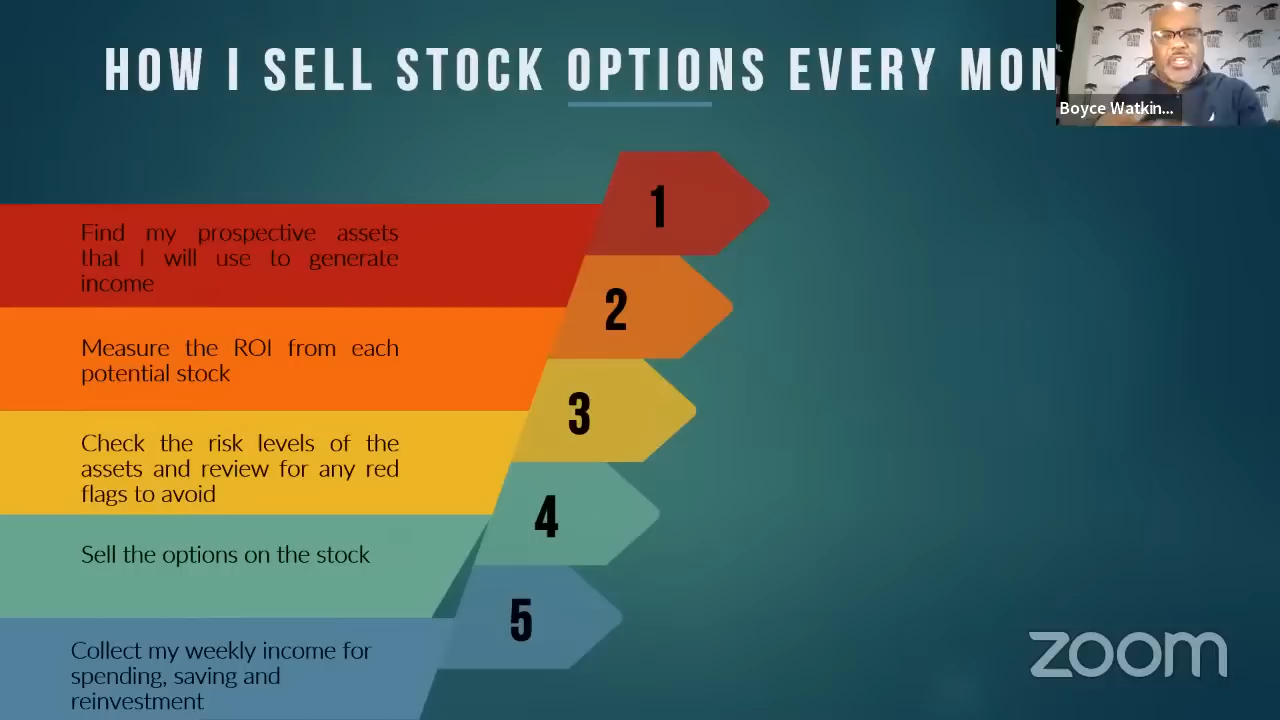 HOW I SELL STOCK OPTIONS EVERY MON
Boyce Watkin...
1
Find my prospective assets
that I will use to generate
income
2
Measure the ROI from each
potential stock
3
Check the risk levels of the
assets and review for any red
flags to avoid
4
Sell the options on the stock
5
Collect my weekly income for
spending, saving and
reinvestment
zoom